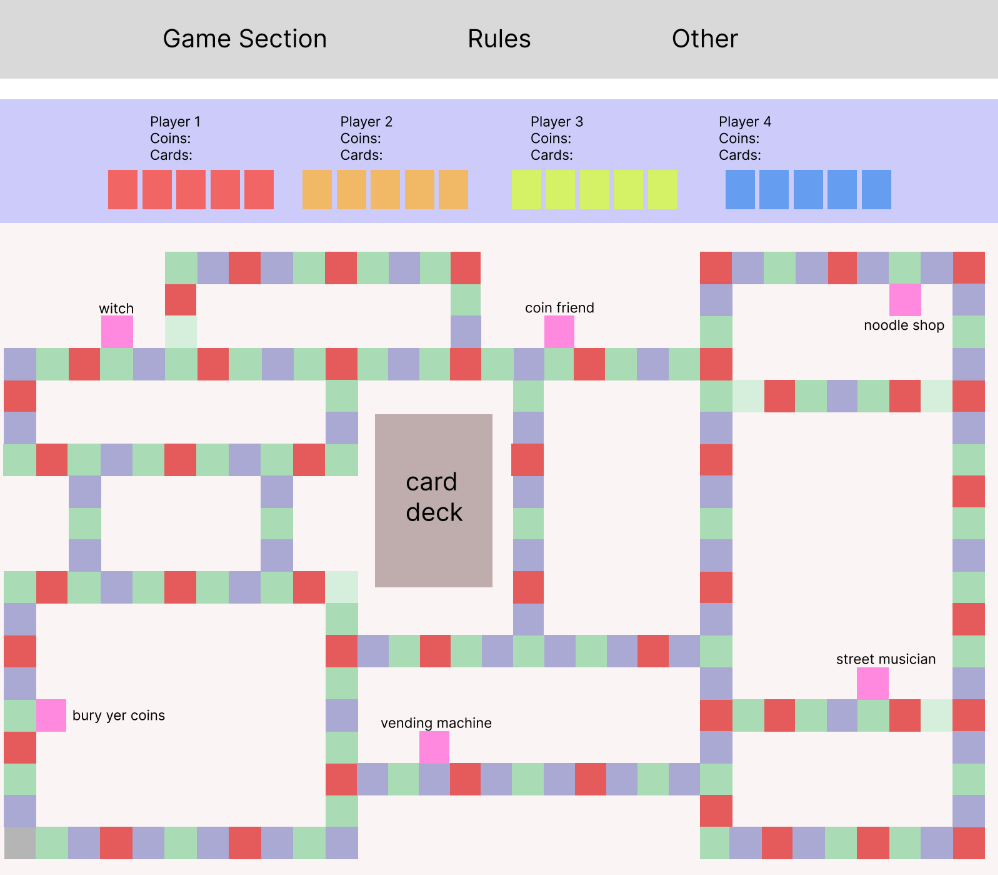 Game Section
Rules
Other
Player 1
Coins:
Cards:
Player 2
Coins:
Cards:
Player 3
Coins:
Cards:
Player 4
Coins:
Cards:
witch
coin friend
noodle shop
card
deck
street musician
bury yer coins
vending machine